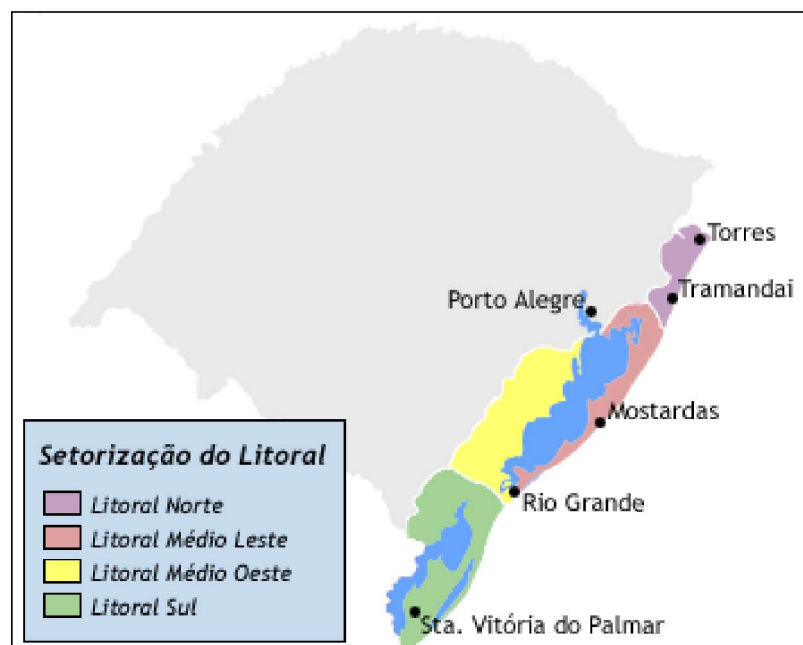 Torres
Tramandai
Porto Alegre
Mostardas
Rio Grande
Sta. Vitória do Palmar
Setorização do Litoral
Litoral Norte
Litoral Médio Leste
Litoral Médio Oeste
Litoral Sul